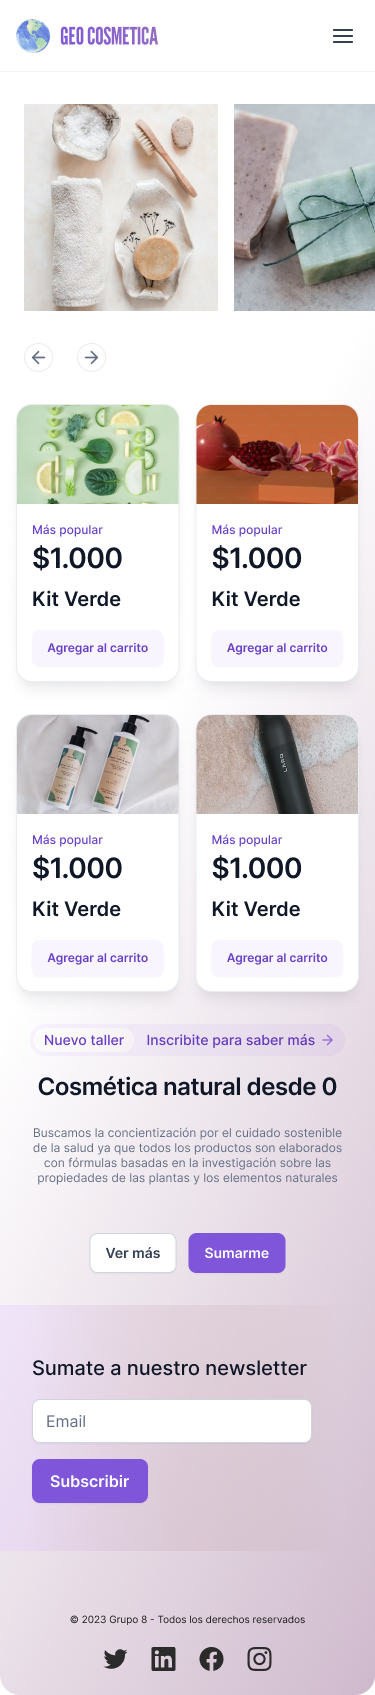 GEO COSMETICA
Más popular
$1.000
Kit Verde
Agregar al carrito
Más popular
$1.000
Kit Verde
Agregar al carrito
LARQ
Más popular
$1.000
Kit Verde
Agregar al carrito
Más popular
$1.000
Kit Verde
Agregar al carrito
Nuevo taller Inscribite para saber más →
Cosmética natural desde 0
Buscamos la concientización por el cuidado sostenible
de la salud ya que todos los productos son elaborados
con fórmulas basadas en la investigación sobre las
propiedades de las plantas y los elementos naturales
Ver más Sumarme
Sumate a nuestro newsletter
Email
Subscribir
© 2023 Grupo 8 - Todos los derechos reservados